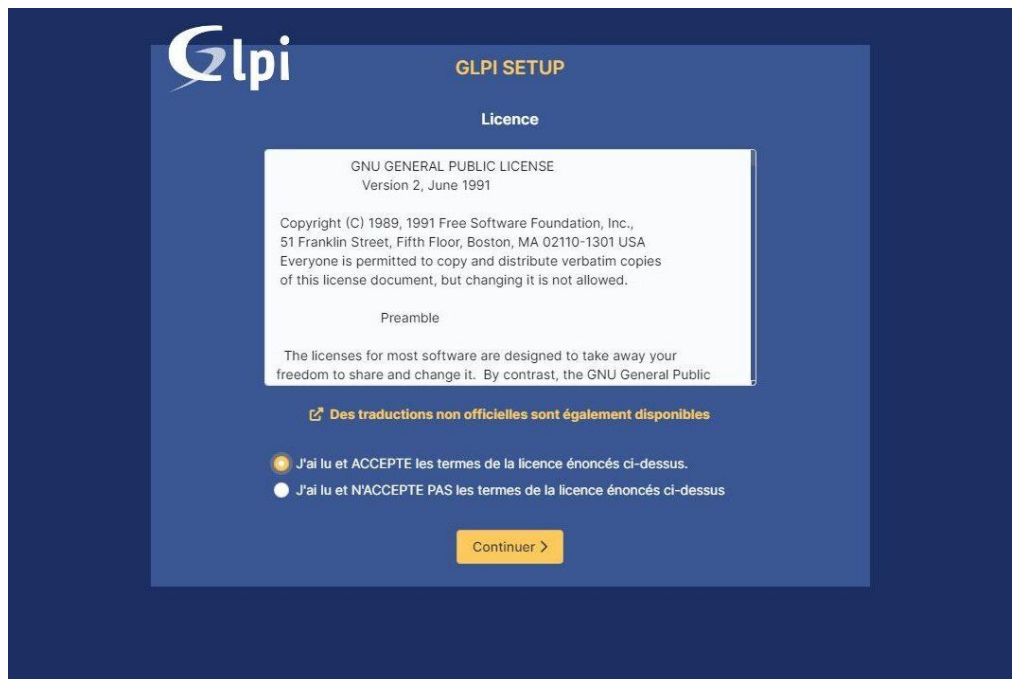 Glpi
GLPI SETUP
Licence
GNU GENERAL PUBLIC LICENSE
Version 2, June 1991
Copyright (C) 1989, 1991 Free Software Foundation, Inc.,
51 Franklin Street, Fifth Floor, Boston, MA 02110-1301 USA
Everyone is permitted to copy and distribute verbatim copies
of this license document, but changing it is not allowed.
Preamble
The licenses for most software are designed to take away your
freedom to share and change it. By contrast, the GNU General Public
Des traductions non officielles sont également disponibles
J'ai lu et ACCEPTE les termes de la licence énoncés ci-dessus.
J'ai lu et N'ACCEPTE PAS les termes de la licence énoncés ci-dessus
Continuer >